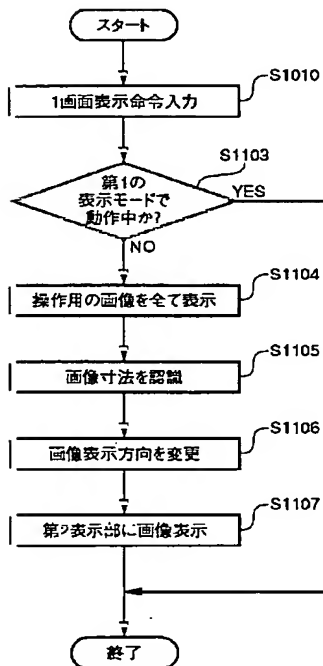 スタート
S1010
1画面表示命令入力
S1103
第1の
表示モードで
動作中か?
YES
NO
S1104
操作用の画像を全て表示
S1105
画像寸法を認識
S1106
画像表示方向を変更
S1107
第2表示部に画像表示
終了